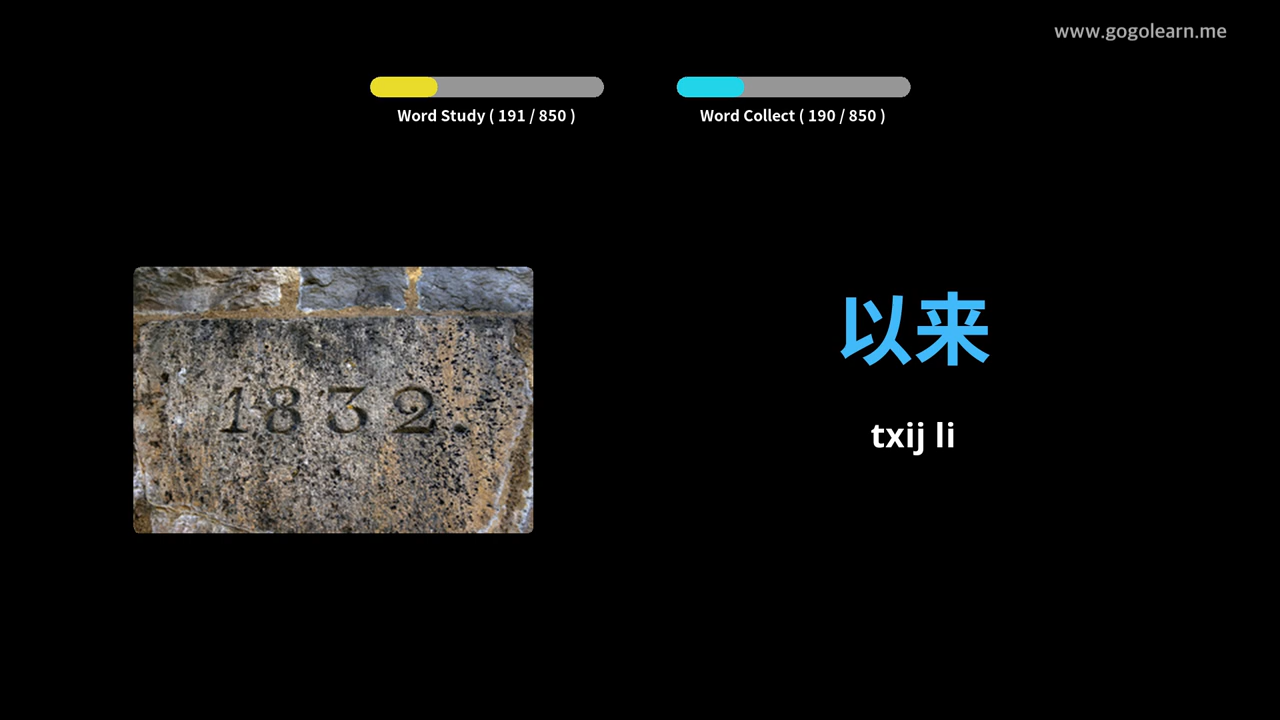 www.gogolearn.me
Word Study ( 191 / 850 )
Word Collect ( 190 / 850 )
1832.
以来
txij li